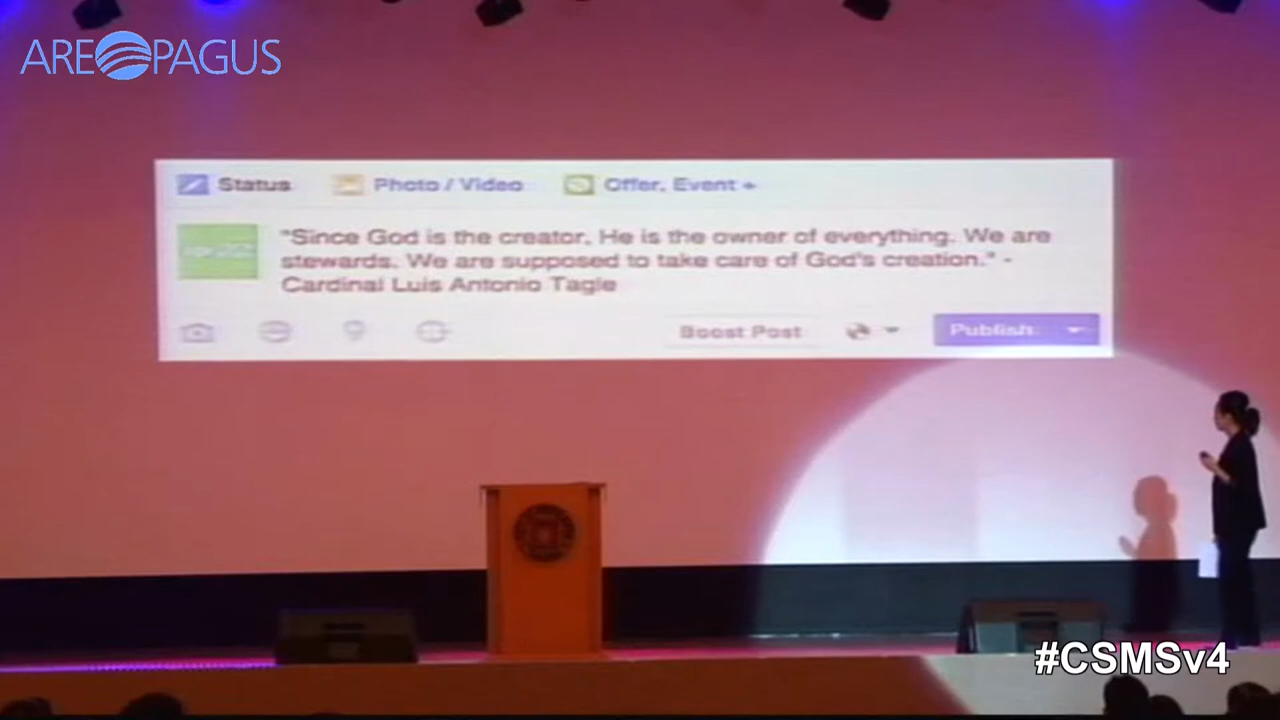 AREOPAGUS
Status Photo / Video Offer, Event +
"Since God is the creator, He is the owner of everything. We are
stewards. We are supposed to take care of God's creation." -
Cardinal Luis Antonio Tagle
Boost Post Publish
#CSMSv4